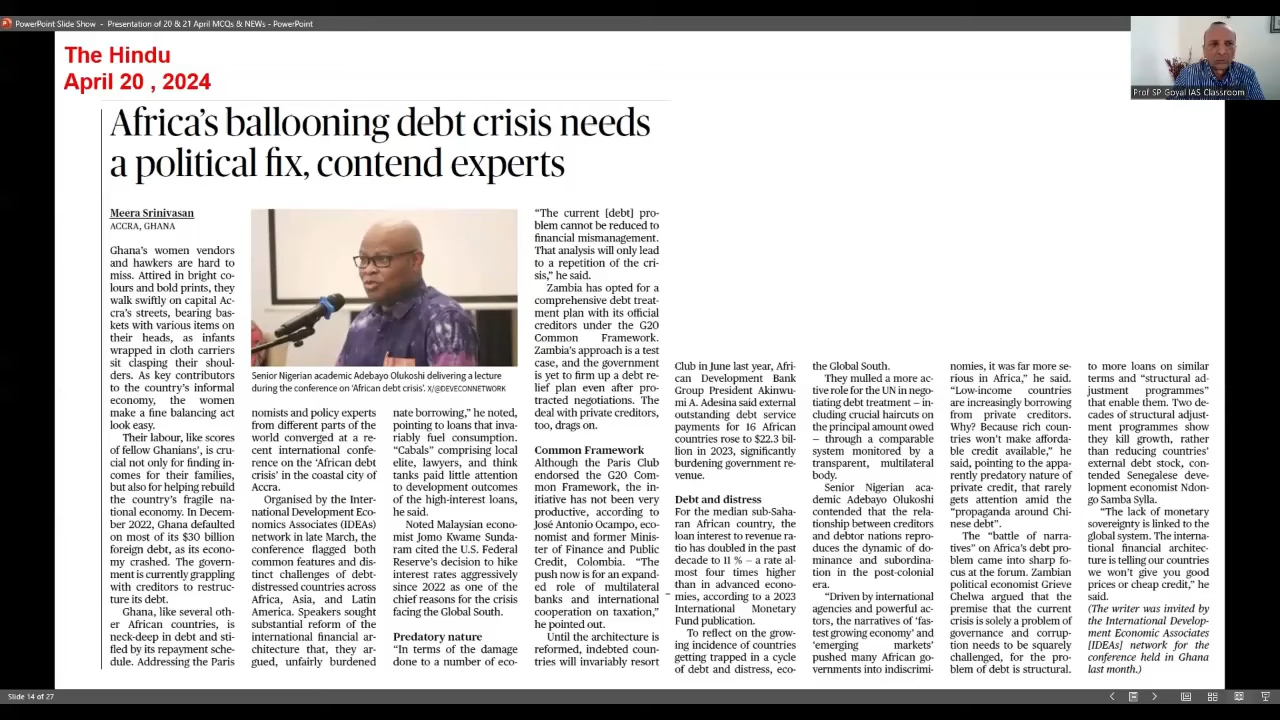 PowerPoint Slide Show - Presentation of 20 & 21 April MCQs & NEWs - PowerPoint
Prof SP Goyal IAS Classroom
The Hindu
April 20 , 2024
Africa's ballooning debt crisis needs
a political fix, contend experts
Meera Srinivasan
ACCRA, GHANA
Ghana's women vendors
and hawkers are hard to
miss. Attired in bright co-
lours and bold prints, they
walk swiftly on capital Ac-
cra's streets, bearing bas-
kets with various items on
their heads, as infants
wrapped in cloth carriers
sit clasping their shoul-
ders. As key contributors
to the country's informal
economy, the women
make a fine balancing act
look easy.
Their labour, like scores
of fellow Ghanians', is cru-
cial not only for finding in-
comes for their families,
but also for helping rebuild
the country's fragile na-
tional economy. In Decem-
ber 2022, Ghana defaulted
on most of its $30 billion
foreign debt, as its econo-
my crashed. The govern-
ment is currently grappling
with creditors to restruc-
ture its debt.
Ghana, like several oth-
er African countries, is
neck-deep in debt and sti-
fled by its repayment sche-
dule. Addressing the Paris
Club in June last year, Afri-
can Development Bank
Group President Akinwu-
mi A. Adesina said external
outstanding debt service
payments for 16 African
countries rose to $22.3 bil-
lion in 2023, significantly
burdening government re-
venue.
Debt and distress
For the median sub-Saha-
ran African country, the
loan interest to revenue ra-
tio has doubled in the past
decade to 11 % – a rate al-
most four times higher
than in advanced econo-
mies, according to a 2023
International Monetary
Fund publication.
To reflect on the grow-
ing incidence of countries
getting trapped in a cycle
of debt and distress, eco-
Senior Nigerian academic Adebayo Olukoshi delivering a lecture
during the conference on 'African debt crisis'. X/@DEVECONNETWORK
nomists and policy experts
from different parts of the
world converged at a re-
cent international confe-
rence on the 'African debt
crisis' in the coastal city of
Accra.
Organised by the Inter-
national Development Eco-
nomics Associates (IDEAs)
network in late March, the
conference flagged both
common features and dis-
tinct challenges of debt-
distressed countries across
Africa, Asia, and Latin
America. Speakers sought
substantial reform of the
international financial ar-
chitecture that, they ar-
gued, unfairly burdened
the Global South.
They mulled a more ac-
tive role for the UN in nego-
tiating debt treatment – in-
cluding crucial haircuts on
the principal amount owed
– through a comparable
system monitored by a
transparent, multilateral
body.
Senior Nigerian aca-
demic Adebayo Olukoshi
contended that the rela-
tionship between creditors
and debtor nations repro-
duces the dynamic of do-
minance and subordina-
tion in the post-colonial
era.
"Driven by international
agencies and powerful ac-
tors, the narratives of 'fas-
test growing economy' and
'emerging markets'
pushed many African go-
vernments into indiscrimi-
nate borrowing," he noted,
pointing to loans that inva-
riably fuel consumption.
"Cabals" comprising local
elite, lawyers, and think
tanks paid little attention
to development outcomes
of the high-interest loans,
he said.
Noted Malaysian econo-
mist Jomo Kwame Sunda-
ram cited the U.S. Federal
Reserve's decision to hike
interest rates aggressively
since 2022 as one of the
chief reasons for the crisis
facing the Global South.
Predatory nature
"In terms of the damage
done to a number of eco-
nomies, it was far more se-
rious in Africa," he said.
"Low-income countries
are increasingly borrowing
from private creditors.
Why? Because rich coun-
tries won't make afforda-
ble credit available," he
said, pointing to the appa-
rently predatory nature of
private credit, that rarely
gets attention amid the
"propaganda around Chi-
nese debt".
The "battle of narra-
tives" on Africa's debt pro-
blem came into sharp fo-
cus at the forum. Zambian
political economist Grieve
Chelwa argued that the
premise that the current
crisis is solely a problem of
governance and corrup-
tion needs to be squarely
challenged, for the pro-
blem of debt is structural.
"The current [debt] pro-
blem cannot be reduced to
financial mismanagement.
That analysis will only lead
to a repetition of the cri-
sis," he said.
Zambia has opted for a
comprehensive debt treat-
ment plan with its official
creditors under the G20
Common Framework.
Zambia's approach is a test
case, and the government
is yet to firm up a debt re-
lief plan even after pro-
tracted negotiations. The
deal with private creditors,
too, drags on.
Common Framework
Although the Paris Club
endorsed the G20 Com-
mon Framework, the in-
itiative has not been very
productive, according to
José Antonio Ocampo, eco-
nomist and former Minis-
ter of Finance and Public
Credit, Colombia. "The
push now is for an expand-
ed role of multilateral
banks and international
cooperation on taxation,"
he pointed out.
Until the architecture is
reformed, indebted coun-
tries will invariably resort
to more loans on similar
terms and "structural ad-
justment programmes"
that enable them. Two de-
cades of structural adjust-
ment programmes show
they kill growth, rather
than reducing countries'
external debt stock, con-
tended Senegalese deve-
lopment economist Ndon-
go Samba Sylla.
"The lack of monetary
sovereignty is linked to the
global system. The interna-
tional financial architec-
ture is telling our countries
we won't give you good
prices or cheap credit," he
said.
(The writer was invited by
the International Develop-
ment Economic Associates
[IDEAs] network for the
conference held in Ghana
last month.)
Slide 14 of 27